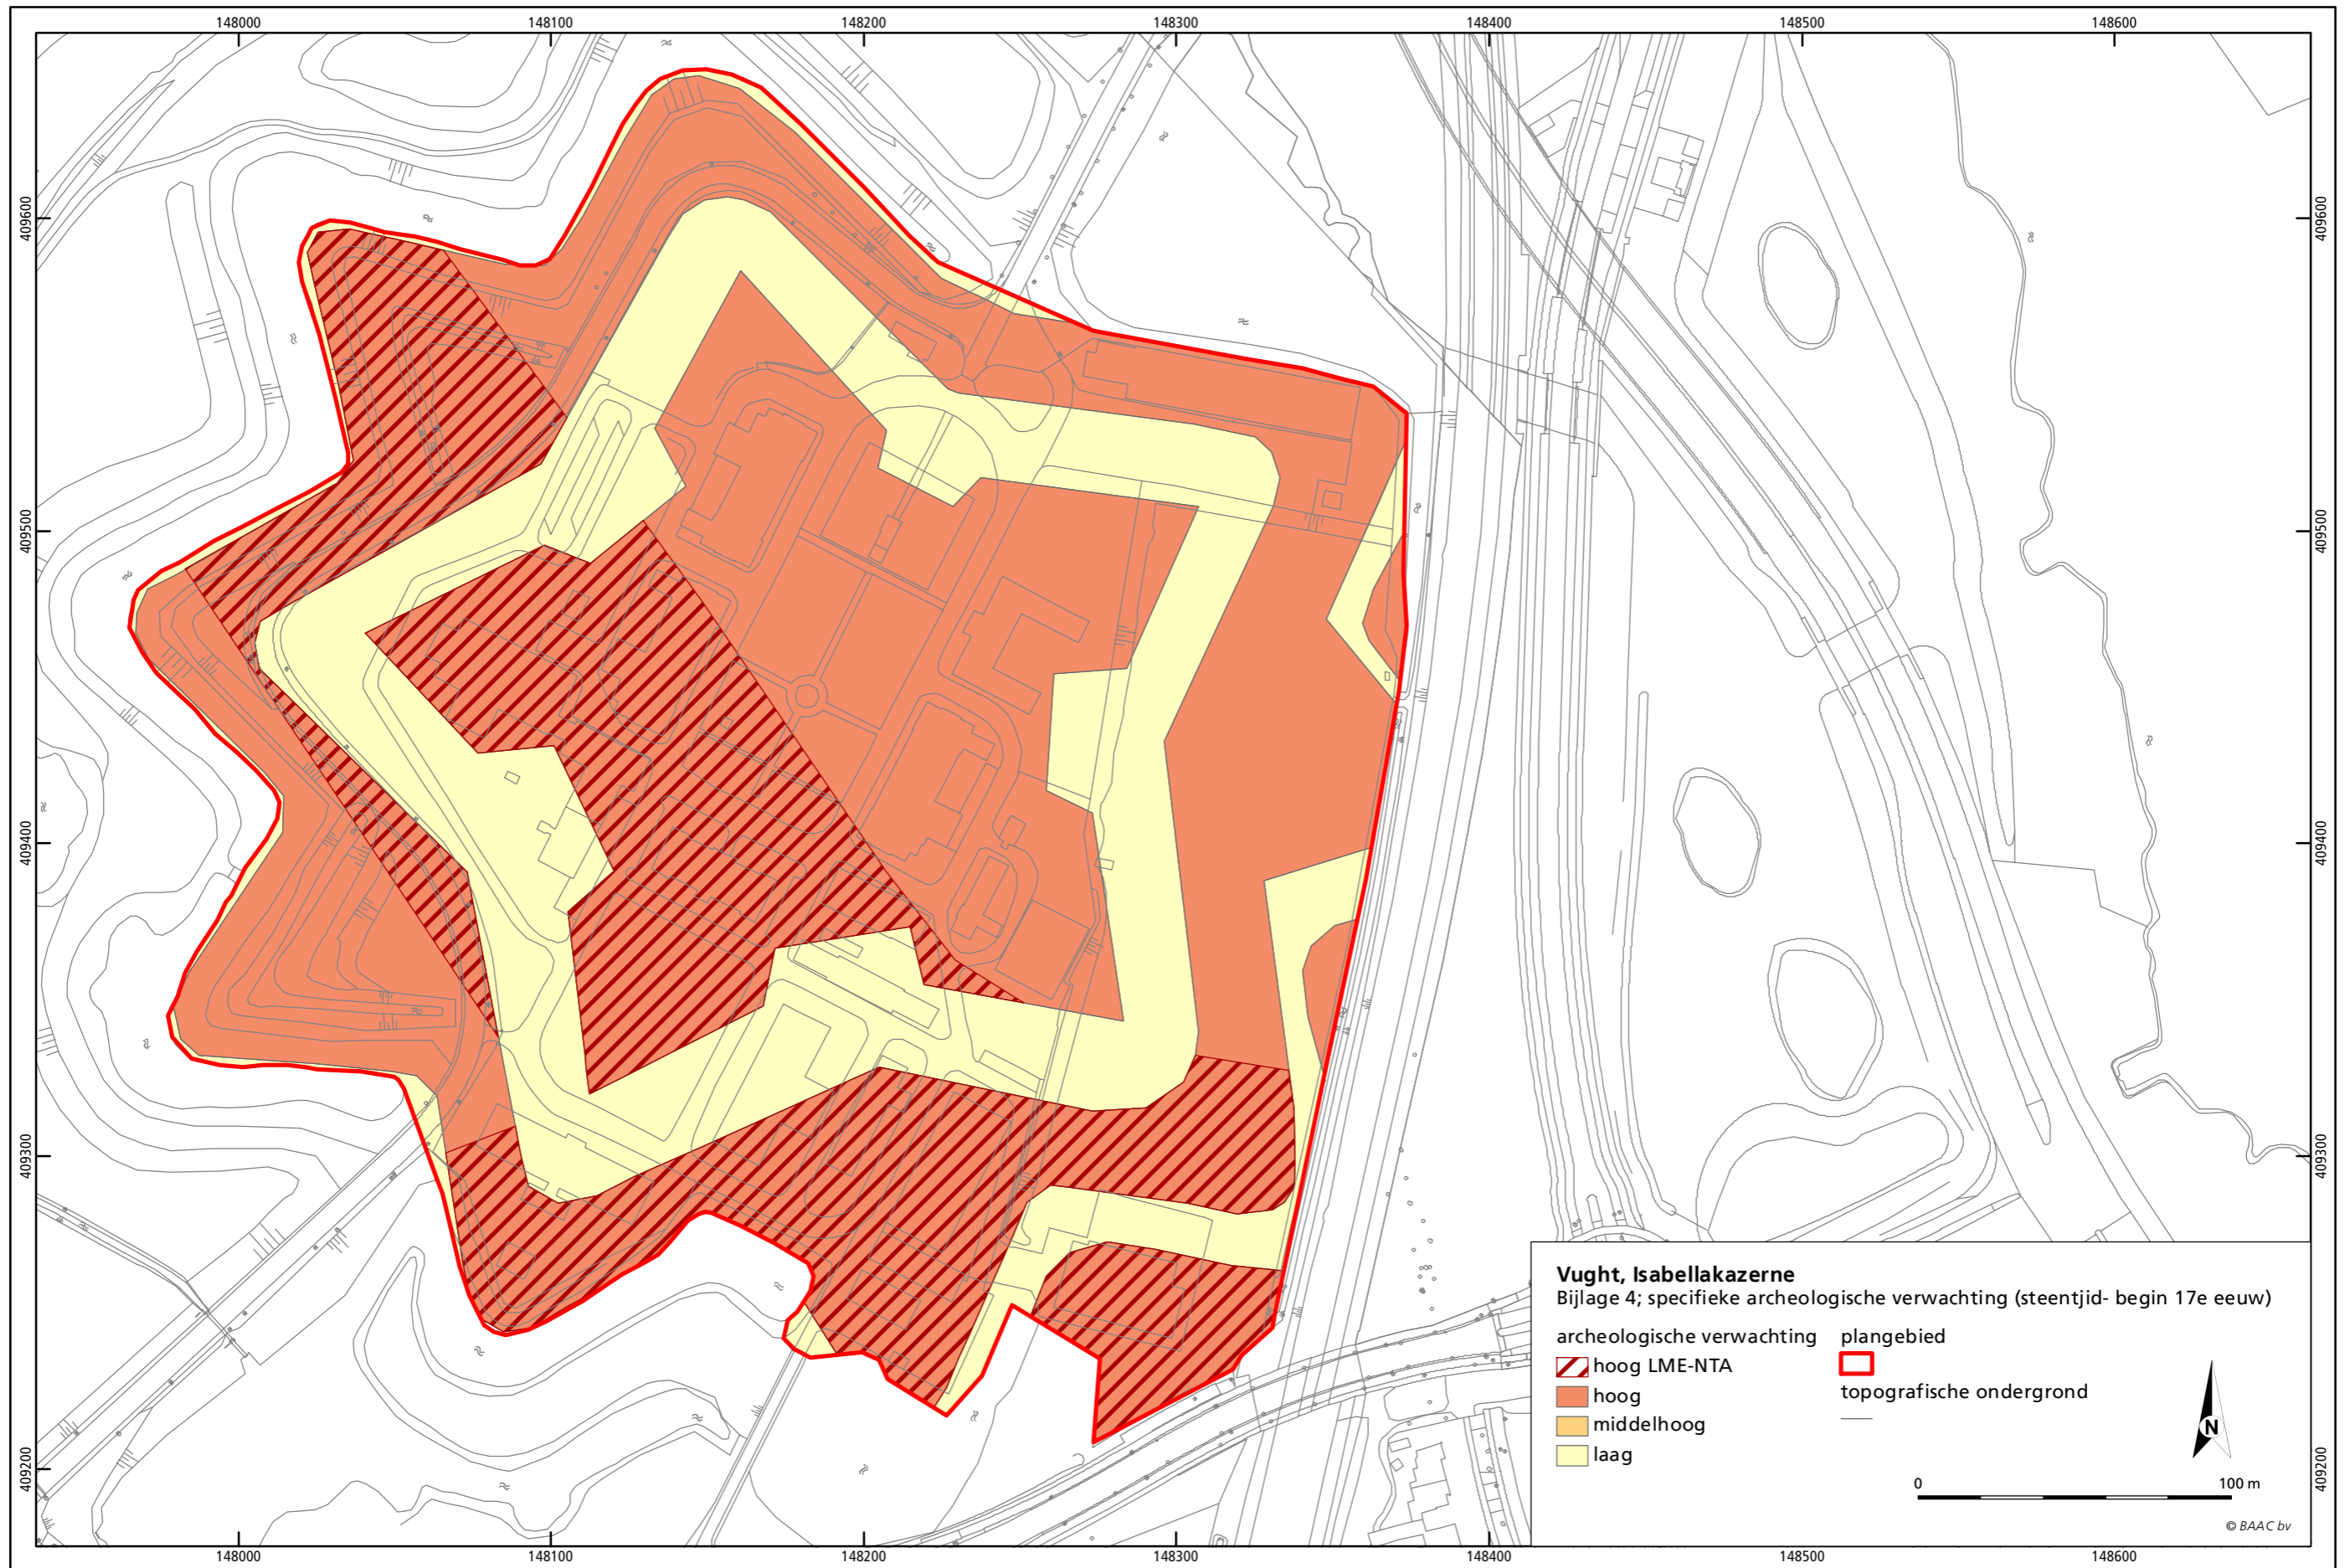 148000 148100 148200 148300 148400 148500 148600
409600 409600
409500 409500
409400 409400
409300 409300
409200 409200
Vught, Isabellakazerne
Bijlage 4; specifieke archeologische verwachting (steentjid- begin 17e eeuw)
archeologische verwachting
hoog LME-NTA
hoog
middelhoog
laag
plangebied
topografische ondergrond
N
0 100 m
© BAAC bv
148000 148100 148200 148300 148400 148500 148600